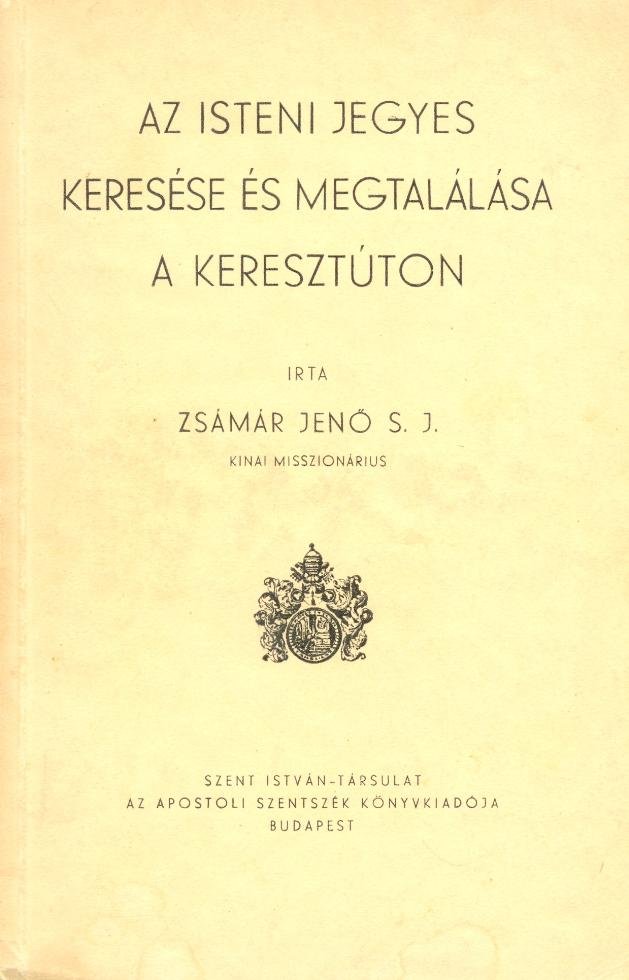 AZ ISTENI JEGYES
KERESÉSE ÉS MEGTALÁLÁSA
A KERESZTÚTON
IRTA
ZSÁMÁR JENŐ S. J.
KINAI MISSZIONÁRIUS
SZENT ISTVÁN-TÁRSULAT
AZ APOSTOLI SZENTSZÉK KÖNYVKIADÓJA
BUDAPEST